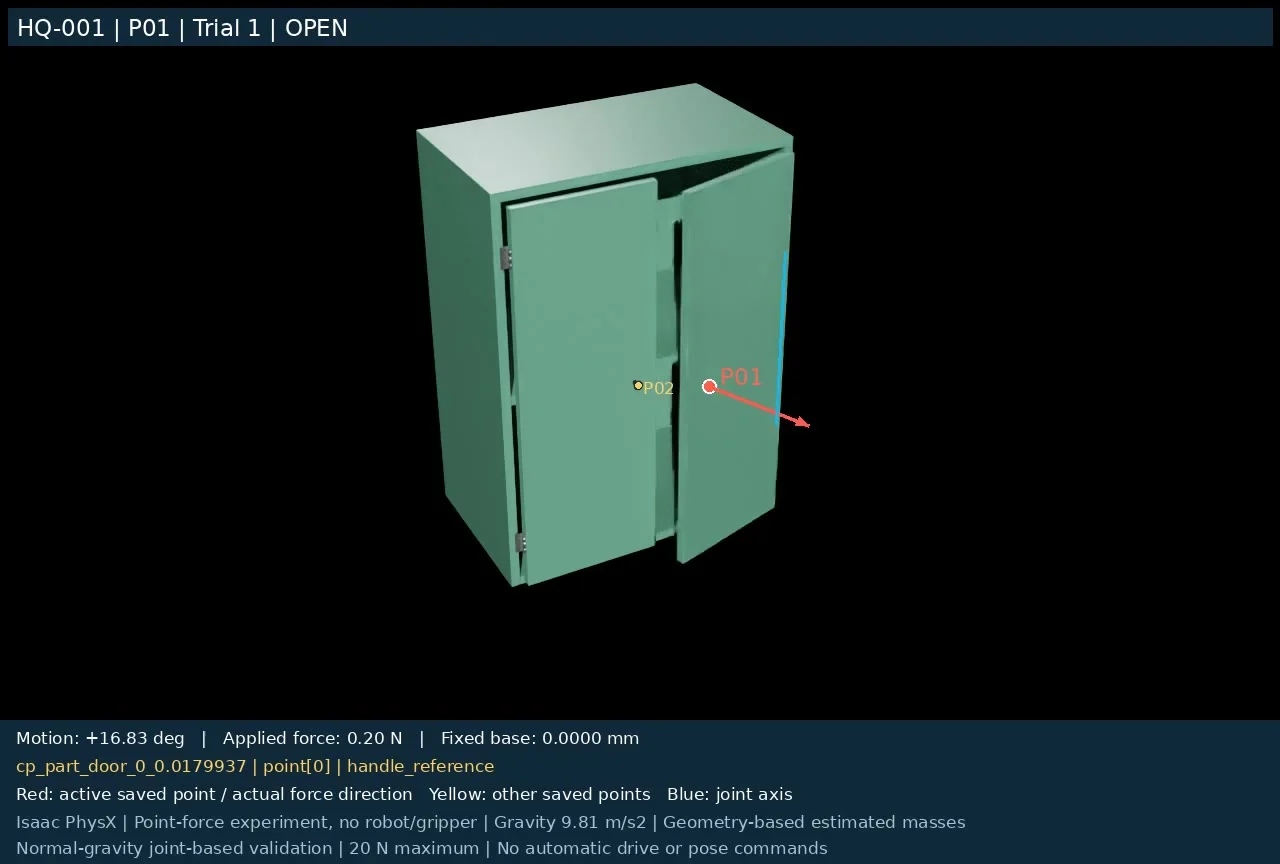 HQ-001 | P01 | Trial 1 | OPEN
P01
P02
Motion: +16.83 deg | Applied force: 0.20 N | Fixed base: 0.0000 mm
cp_part_door_0_0.0179937 | point[0] | handle_reference
Red: active saved point / actual force direction Yellow: other saved points Blue: joint axis
Isaac PhysX | Point-force experiment, no robot/gripper | Gravity 9.81 m/s2 | Geometry-based estimated masses
Normal-gravity joint-based validation | 20 N maximum | No automatic drive or pose commands